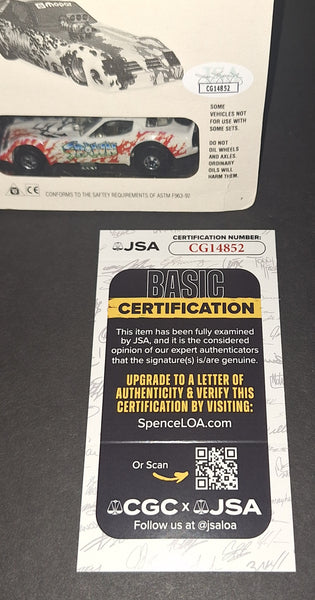 mopar
CG14852
SOME
VEHICLES NOT
FOR USE WITH
SOME SETS.
DO NOT
OIL WHEELS
AND AXLES.
ORDINARY
OILS WILL
HARM THEM.
CE CONFORMS TO THE SAFTEY REQUIREMENTS OF ASTM F963-92
JSA
CERTIFICATION NUMBER:
CG14852
BASIC
CERTIFICATION
This item has been fully examined
by JSA, and it is the considered
opinion of our expert authenticators
that the signature(s) is/are genuine.
UPGRADE TO A LETTER OF
AUTHENTICITY & VERIFY THIS
CERTIFICATION BY VISITING:
SpenceLOA.com
Or Scan
CGC x JSA
Follow us at @jsaloa